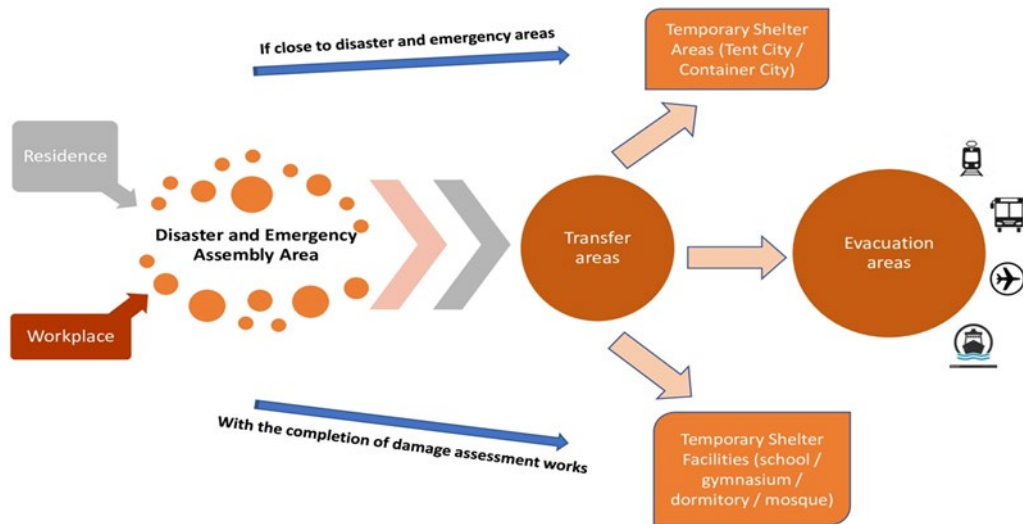 If close to disaster and emergency areas
Temporary Shelter
Areas (Tent City /
Container City)
Residence
Disaster and Emergency
Assembly Area
Transfer
areas
Evacuation
areas
Workplace
With the completion of damage assessment works
Temporary Shelter
Facilities (school /
gymnasium /
dormitory / mosque)